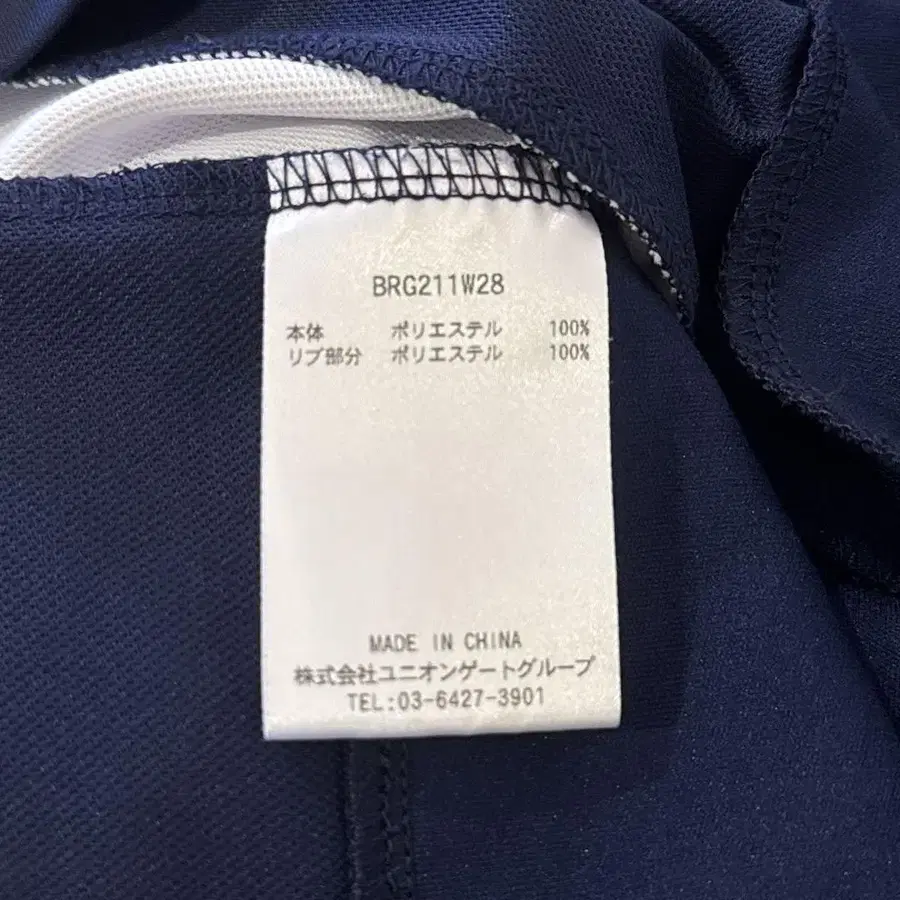 BRG211W28
本体 ポリエステル 100%
リブ部分 ポリエステル 100%
MADE IN CHINA
株式会社ユニオンゲートグループ
TEL:03-6427-3901